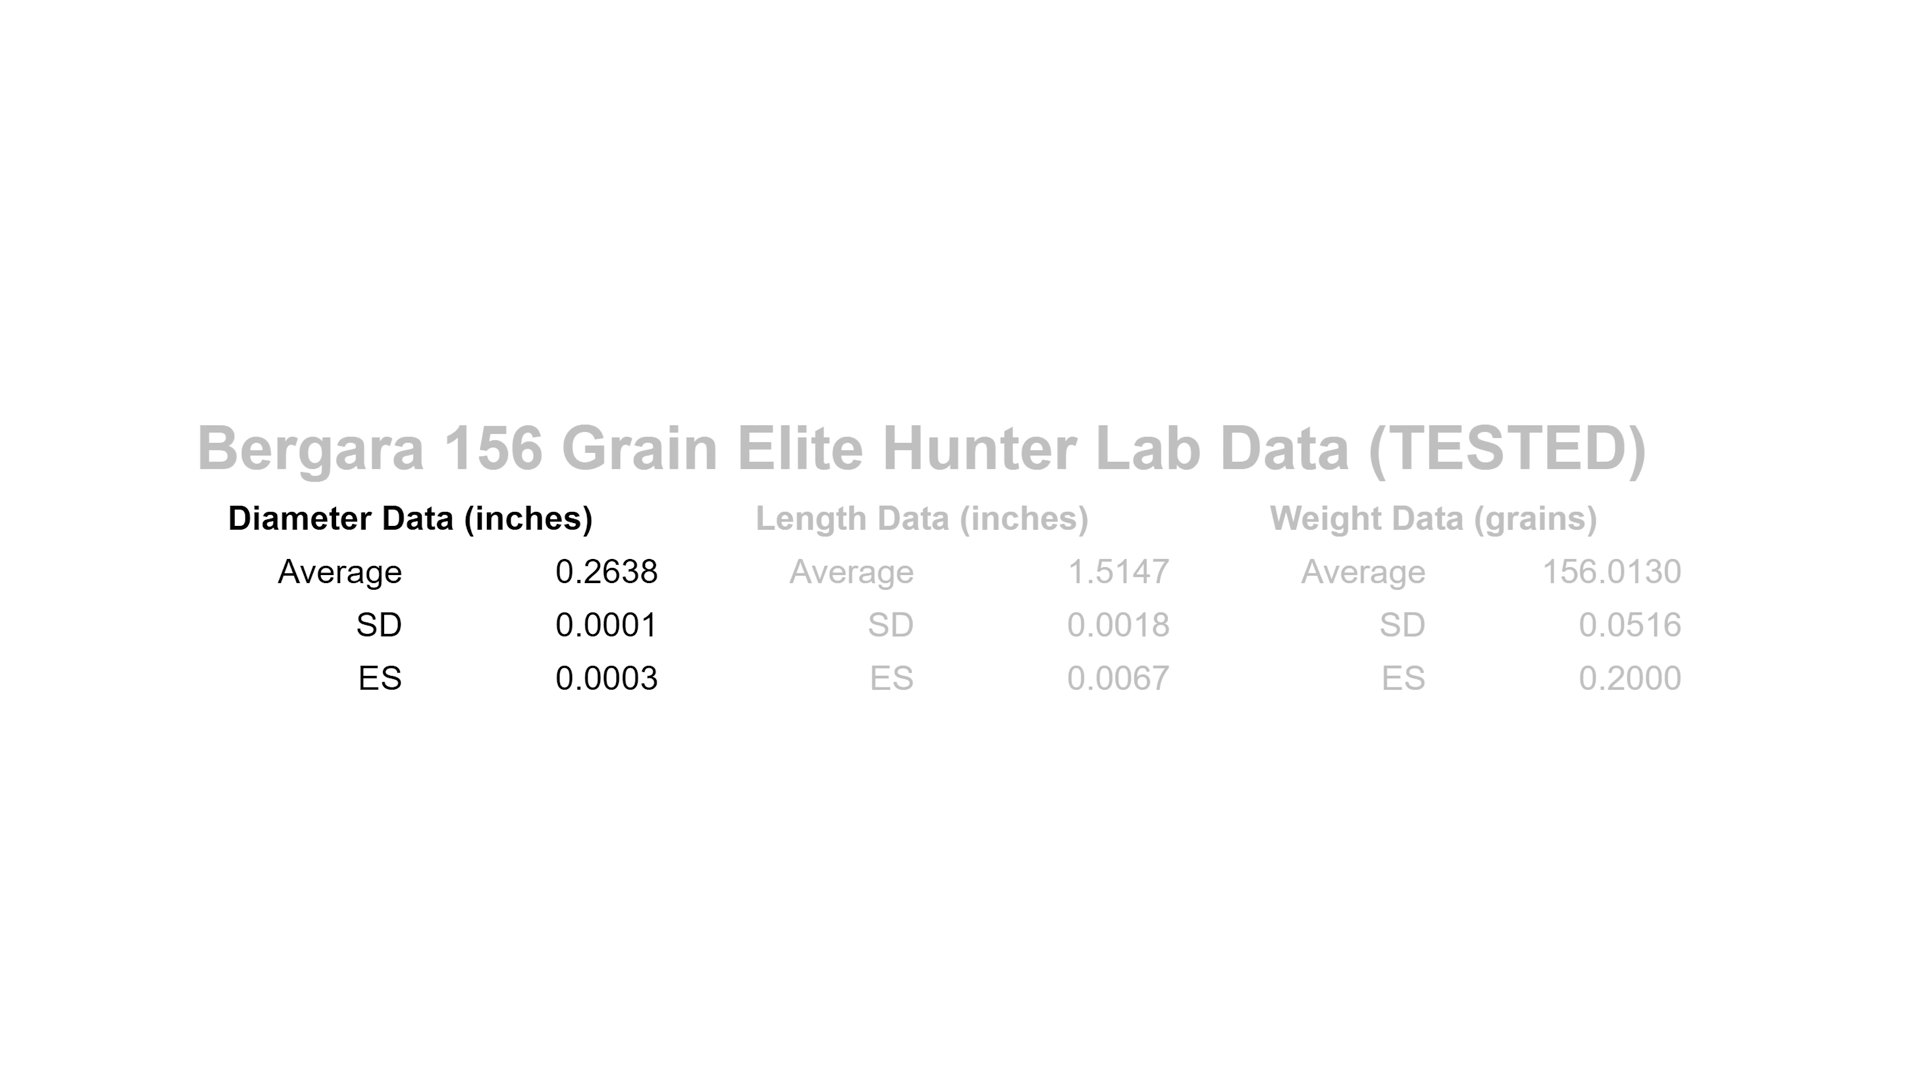 Bergara 156 Grain Elite Hunter Lab Data (TESTED)
Diameter Data (inches) Length Data (inches) Weight Data (grains)
Average 0.2638 Average 1.5147 Average 156.0130
SD 0.0001 SD 0.0018 SD 0.0516
ES 0.0003 ES 0.0067 ES 0.2000